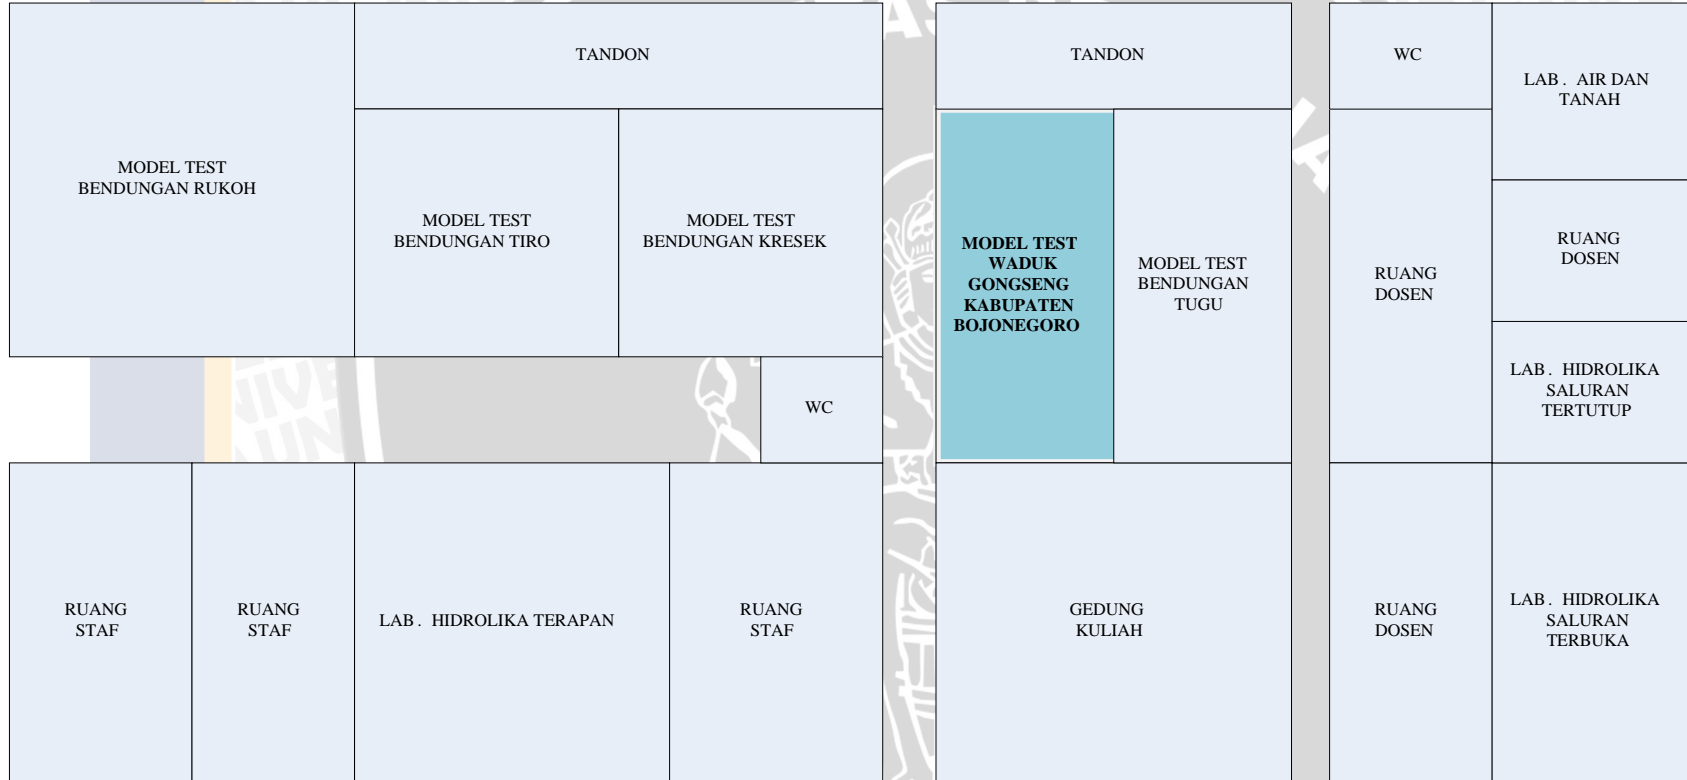 TANDON
MODEL TEST
BENDUNGAN RUKOH
MODEL TEST
BENDUNGAN TIRO
MODEL TEST
BENDUNGAN KRESEK
WC
RUANG
STAF
RUANG
STAF
LAB . HIDROLIKA TERAPAN
RUANG
STAF
TANDON
MODEL TEST
WADUK
GONGSENG
KABUPATEN
BOJONEGORO
MODEL TEST
BENDUNGAN
TUGU
GEDUNG
KULIAH
WC
LAB . AIR DAN
TANAH
RUANG
DOSEN
RUANG
DOSEN
LAB . HIDROLIKA
SALURAN
TERTUTUP
RUANG
DOSEN
LAB . HIDROLIKA
SALURAN
TERBUKA